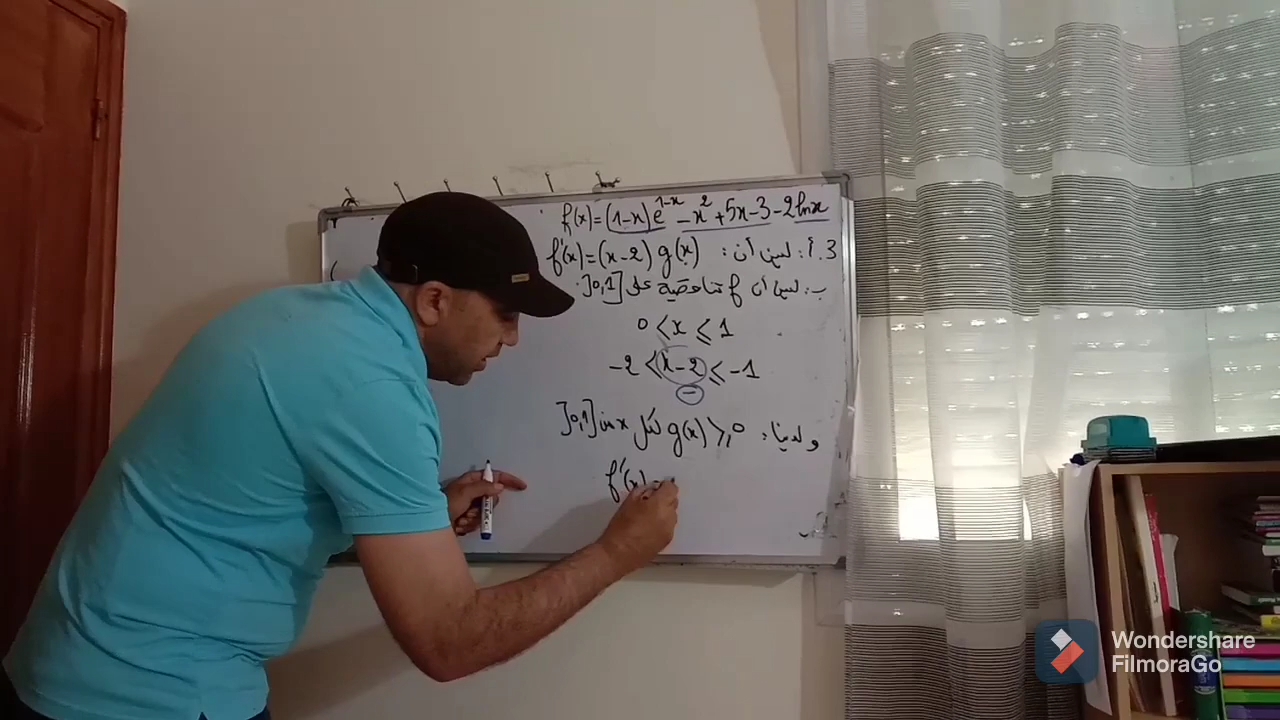 f(x)=(1-x)e^{1-x} -x²+5x-3-2lnx
3.أ: لنبين أن: f'(x)=(x-2) g(x)
ب: لنبين أن f تناقصية على ]0,1]
0 < x ≤ 1
-2 < x-2 ≤ -1
-
ولدينا: g(x) ≥ 0 لكل x من ]0,1]
f'(x)
Wondershare
FilmoraGo